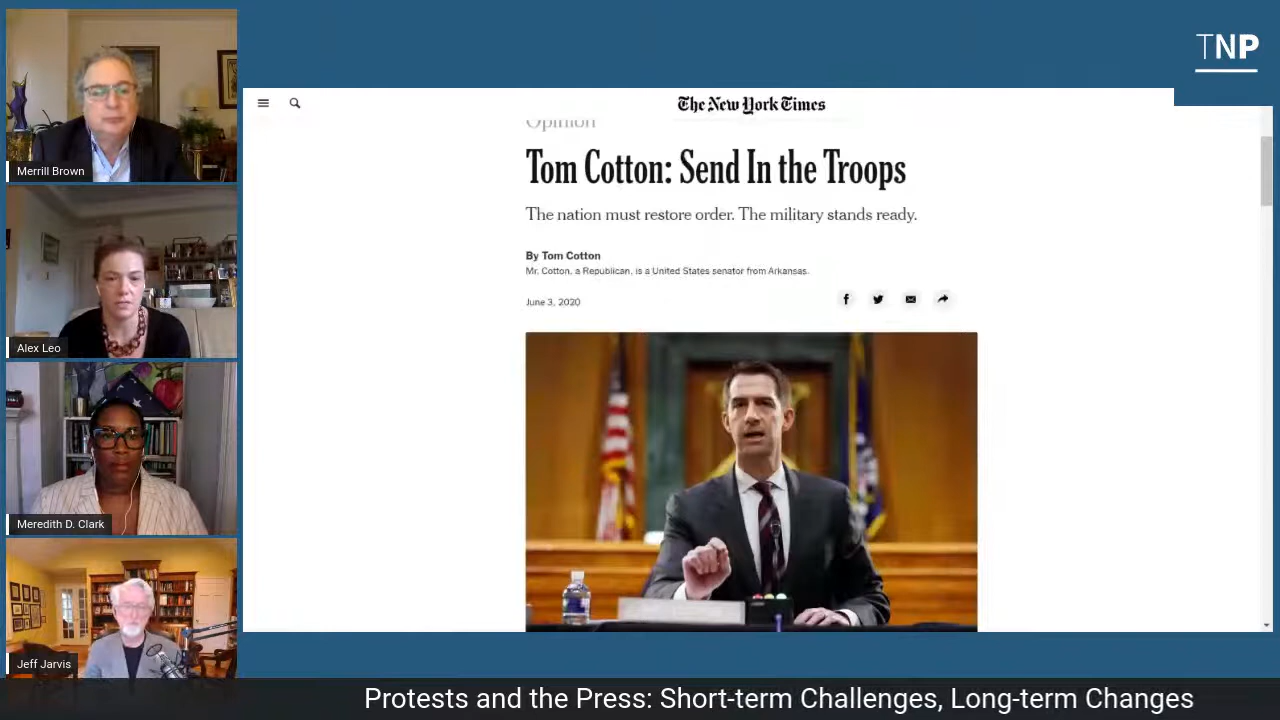 TNP
Merrill Brown
Alex Leo
Meredith D. Clark
Jeff Jarvis
The New York Times
Opinion
Tom Cotton: Send In the Troops
The nation must restore order. The military stands ready.
By Tom Cotton
Mr. Cotton, a Republican, is a United States senator from Arkansas.
June 3, 2020
Protests and the Press: Short-term Challenges, Long-term Changes